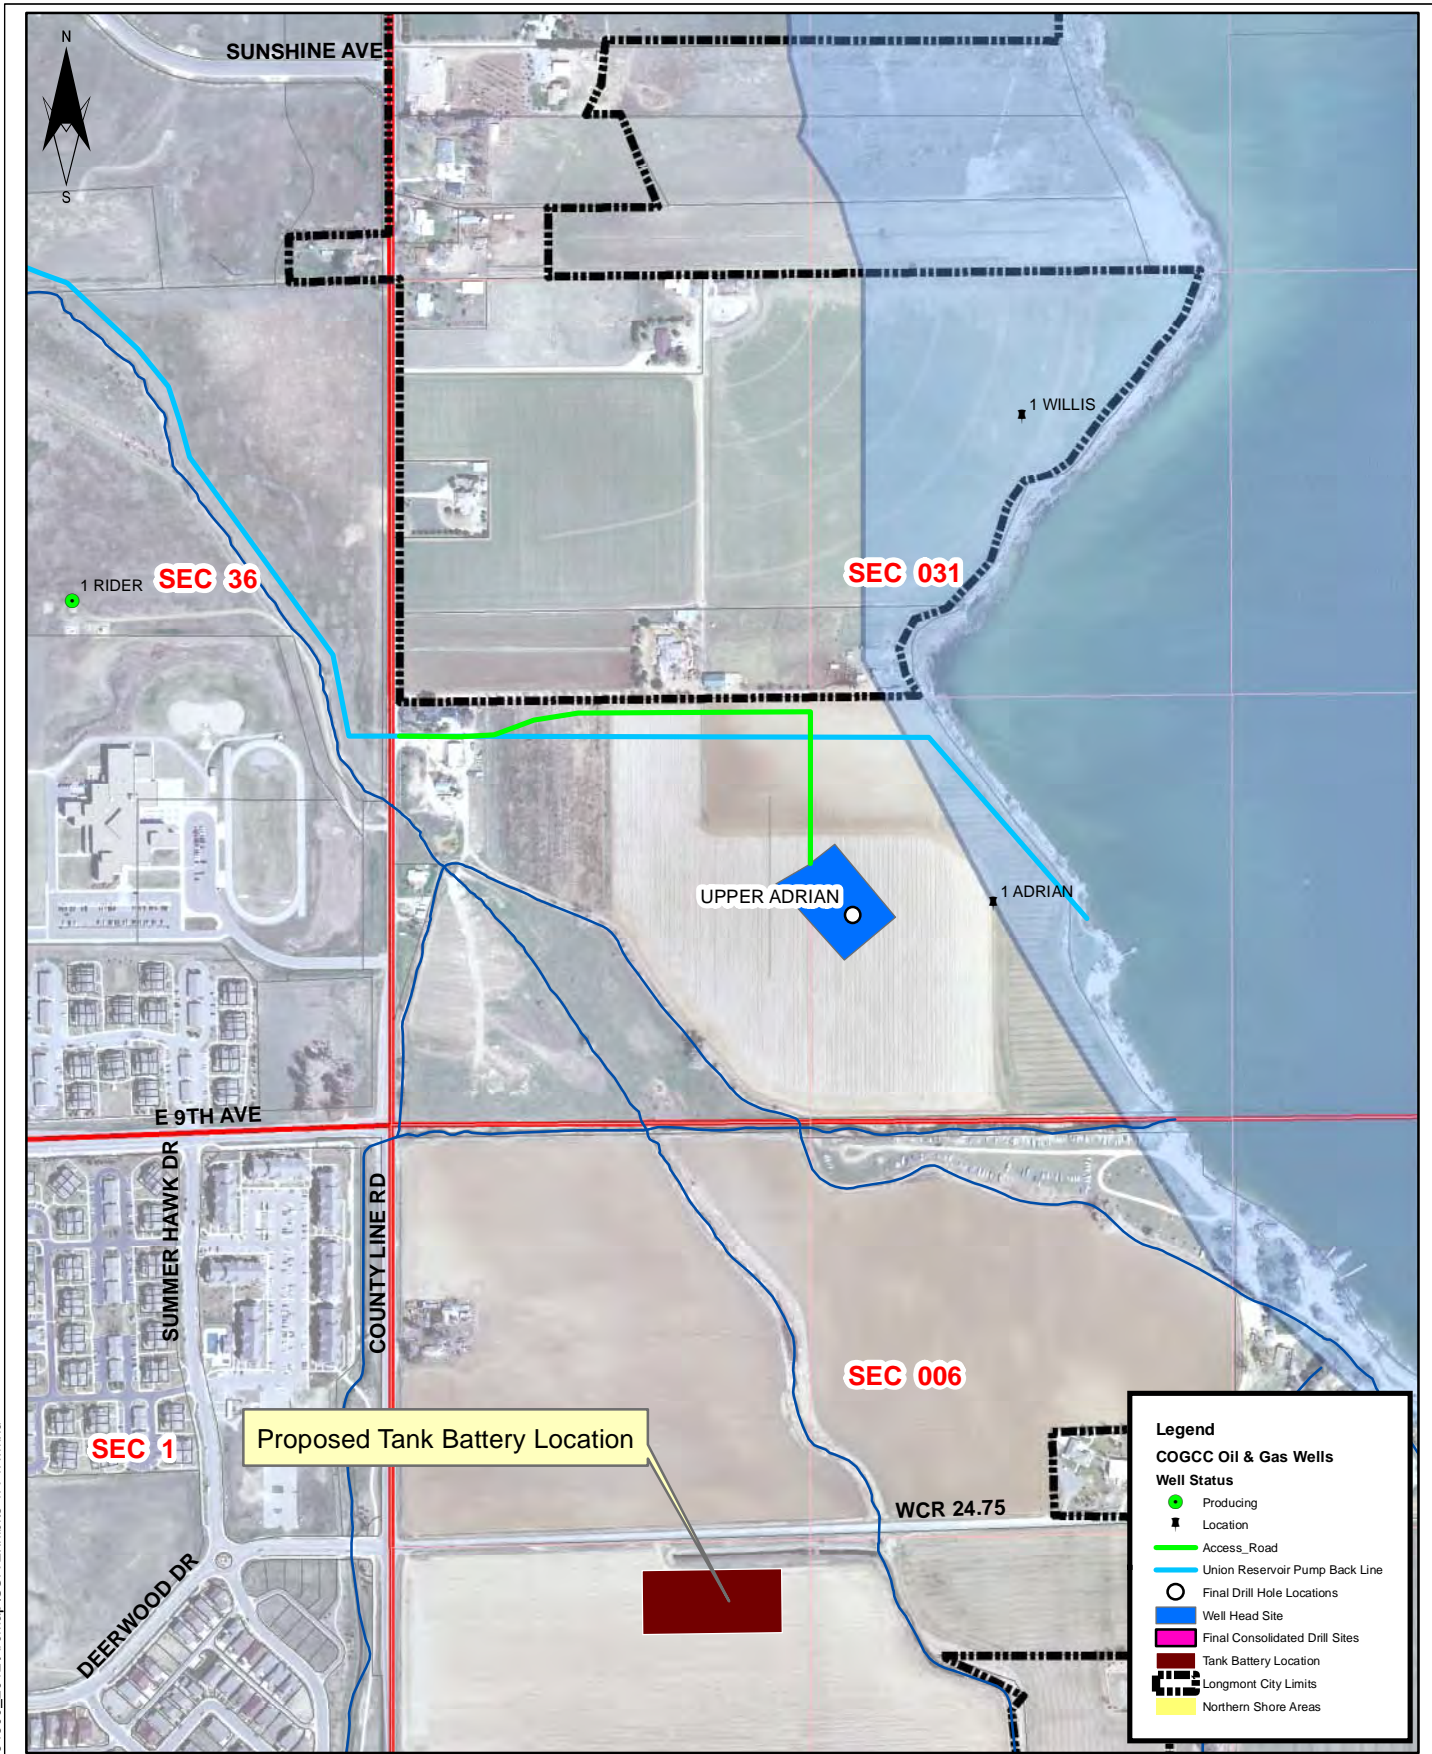 N
S
SUNSHINE AVE
1 WILLIS
SEC 36
1 RIDER
SEC 031
UPPER ADRIAN
1 ADRIAN
E 9TH AVE
SUMMER HAWK DR
COUNTY LINE RD
SEC 006
SEC 1
Proposed Tank Battery Location
WCR 24.75
DEERWOOD DR
Legend
COGCC Oil & Gas Wells
Well Status
Producing
Location
Access_Road
Union Reservoir Pump Back Line
Final Drill Hole Locations
Well Head Site
Final Consolidated Drill Sites
Tank Battery Location
Longmont City Limits
Northern Shore Areas